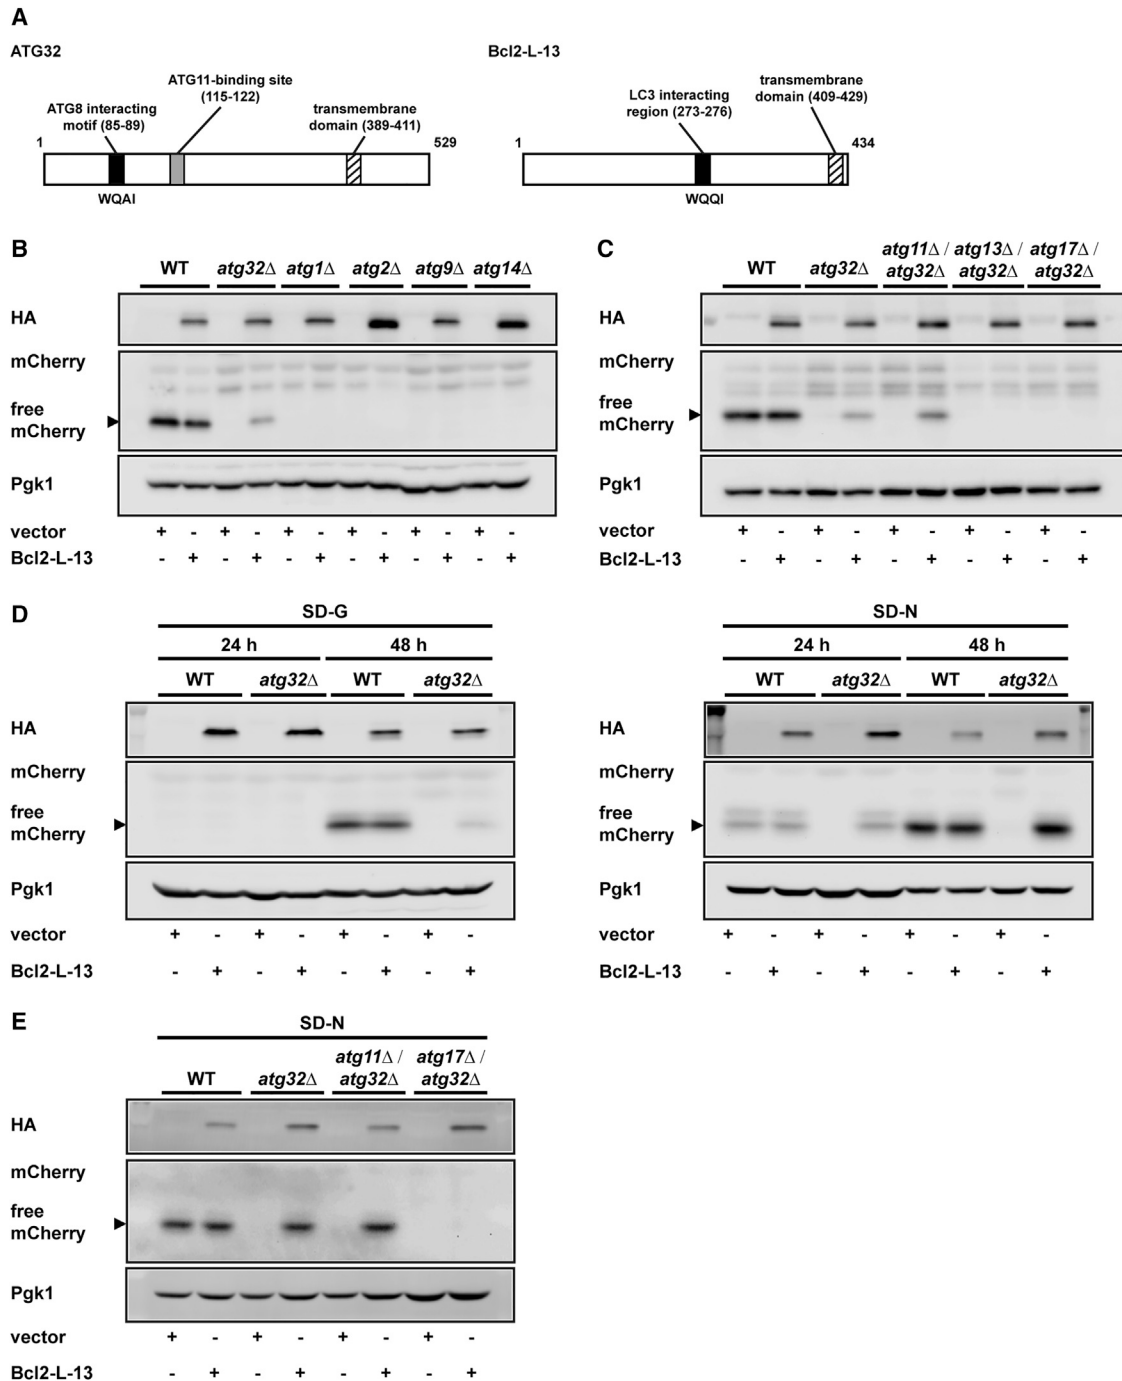 A
ATG32
Bcl2-L-13
ATG11-binding site
(115-122)
ATG8 interacting
motif (85-89)
transmembrane
domain (389-411)
1
529
WQAI
LC3 interacting
region (273-276)
transmembrane
domain (409-429)
1
434
WQQI
B
WT atg32Δ atg1Δ atg2Δ atg9Δ atg14Δ
HA
mCherry
free
mCherry
Pgk1
vector + - + - + - + - + - + -
Bcl2-L-13 - + - + - + - + - + - +
C
atg11Δ / atg13Δ / atg17Δ /
WT atg32Δ atg32Δ atg32Δ atg32Δ
HA
mCherry
free
mCherry
Pgk1
vector + - + - + - + - + -
Bcl2-L-13 - + - + - + - + - +
D
SD-G
24 h 48 h
WT atg32Δ WT atg32Δ
HA
mCherry
free
mCherry
Pgk1
vector + - + - + - + -
Bcl2-L-13 - + - + - + - +
SD-N
24 h 48 h
WT atg32Δ WT atg32Δ
HA
mCherry
free
mCherry
Pgk1
vector + - + - + - + -
Bcl2-L-13 - + - + - + - +
E
SD-N
atg11Δ / atg17Δ /
WT atg32Δ atg32Δ atg32Δ
HA
mCherry
free
mCherry
Pgk1
vector + - + - + - + -
Bcl2-L-13 - + - + - + - +